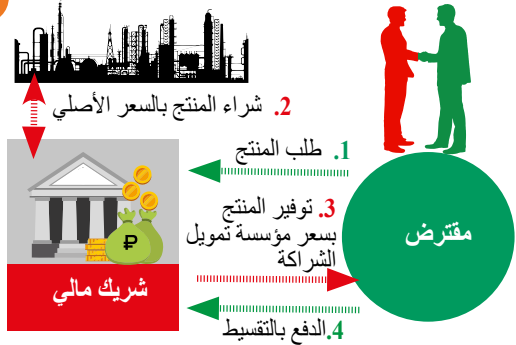 2. شراء المنتج بالسعر الأصلي
1. طلب المنتج
3. توفير المنتج
بسعر مؤسسة تمويل
الشراكة
مقترض
شريك مالي
4.الدفع بالتقسيط
₽